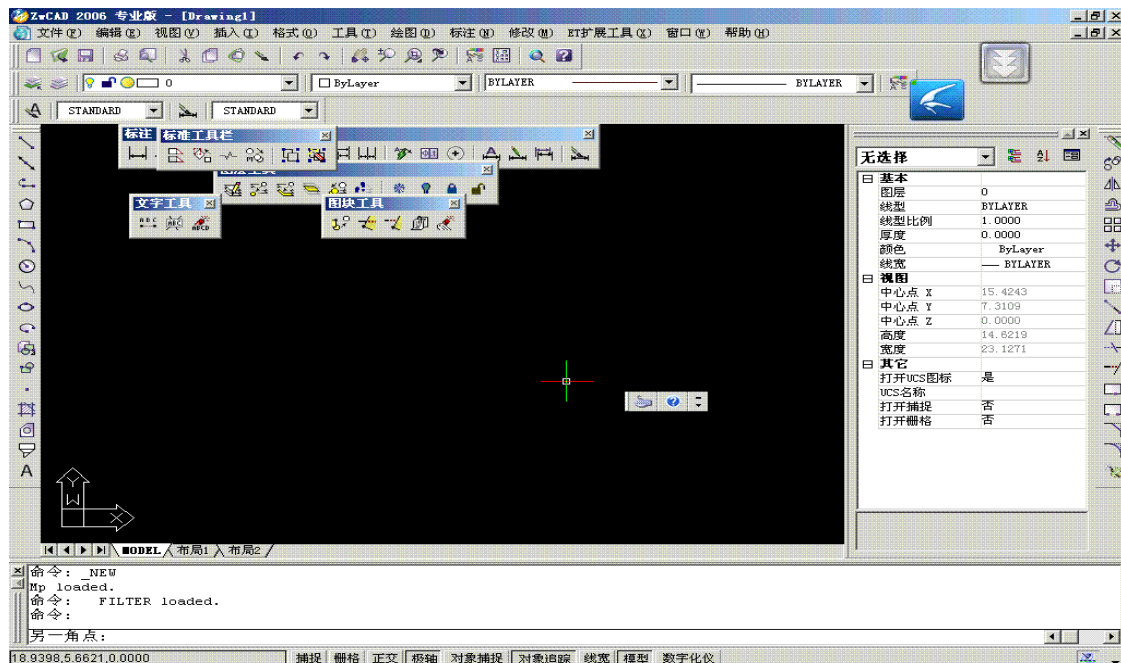 ZwCAD 2006 专业版 - [Drawing1]
文件(F) 编辑(E) 视图(V) 插入(I) 格式(O) 工具(T) 绘图(D) 标注(N) 修改(M) ET扩展工具(X) 窗口(W) 帮助(H)
0 ByLayer BYLAYER BYLAYER
STANDARD STANDARD
标注 标准工具栏
图层工具
文字工具 图块工具
无选择
基本
图层 0
线型 BYLAYER
线型比例 1.0000
厚度 0.0000
颜色 ByLayer
线宽 BYLAYER
视图
中心点 X 15.4243
中心点 Y 7.3109
中心点 Z 0.0000
高度 14.6219
宽度 23.1271
其它
打开UCS图标 是
UCS名称
打开捕捉 否
打开栅格 否
A
Y
W
X
MODEL 布局1 布局2
命令: _NEW
Mp loaded.
命令: FILTER loaded.
命令:
另一角点:
18.9398,5.6621,0.0000 捕捉 栅格 正交 极轴 对象捕捉 对象追踪 线宽 模型 数字化仪